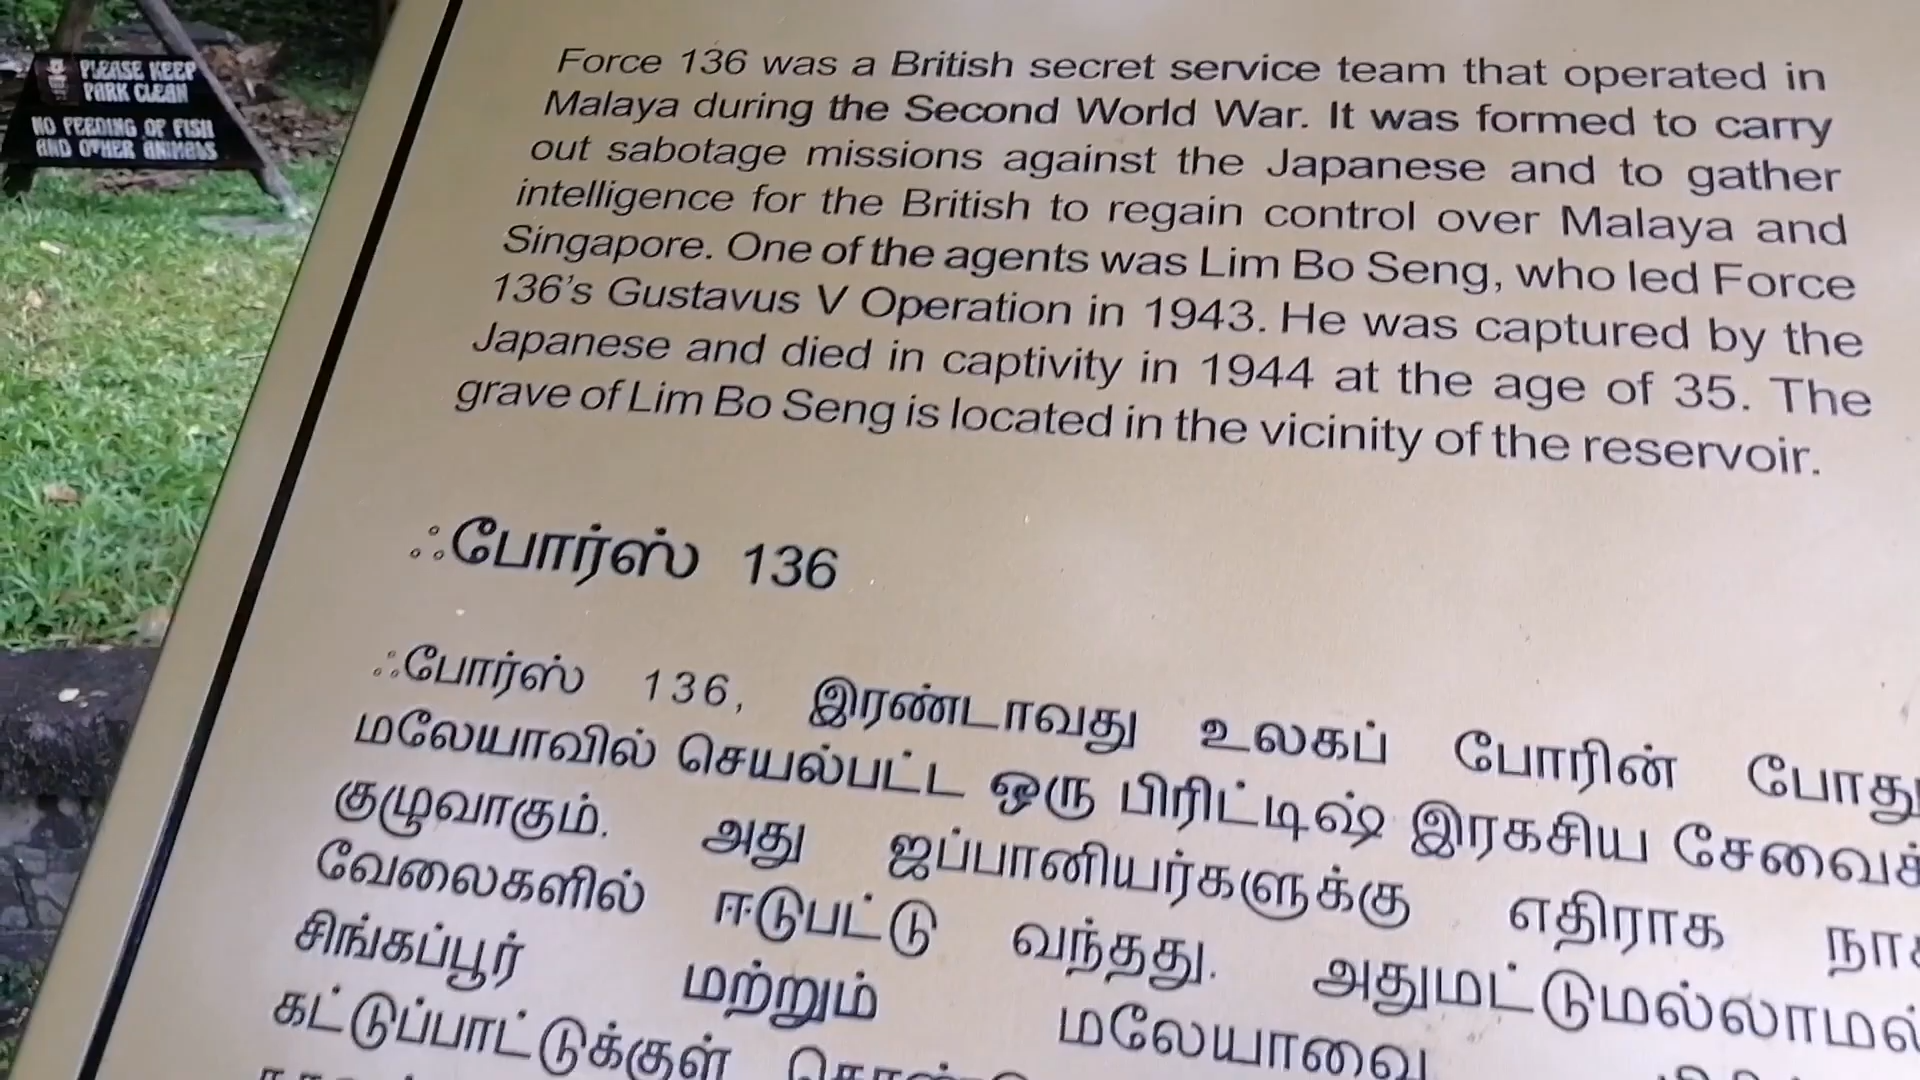 PLEASE KEEP
PARK CLEAN
NO FEEDING OF FISH
AND OTHER ANIMALS
Force 136 was a British secret service team that operated in
Malaya during the Second World War. It was formed to carry
out sabotage missions against the Japanese and to gather
intelligence for the British to regain control over Malaya and
Singapore. One of the agents was Lim Bo Seng, who led Force
136's Gustavus V Operation in 1943. He was captured by the
Japanese and died in captivity in 1944 at the age of 35. The
grave of Lim Bo Seng is located in the vicinity of the reservoir.
ஃபோர்ஸ் 136
ஃபோர்ஸ் 136, இரண்டாவது உலகப் போரின் போது
மலேயாவில் செயல்பட்ட ஒரு பிரிட்டிஷ் இரகசிய சேவைக்
குழுவாகும். அது ஜப்பானியர்களுக்கு எதிராக
வேலைகளில் ஈடுபட்டு வந்தது. அதுமட்டுமல்லாமல்
சிங்கப்பூர் மற்றும் மலேயாவை
கட்டுப்பாட்டுக்குள்